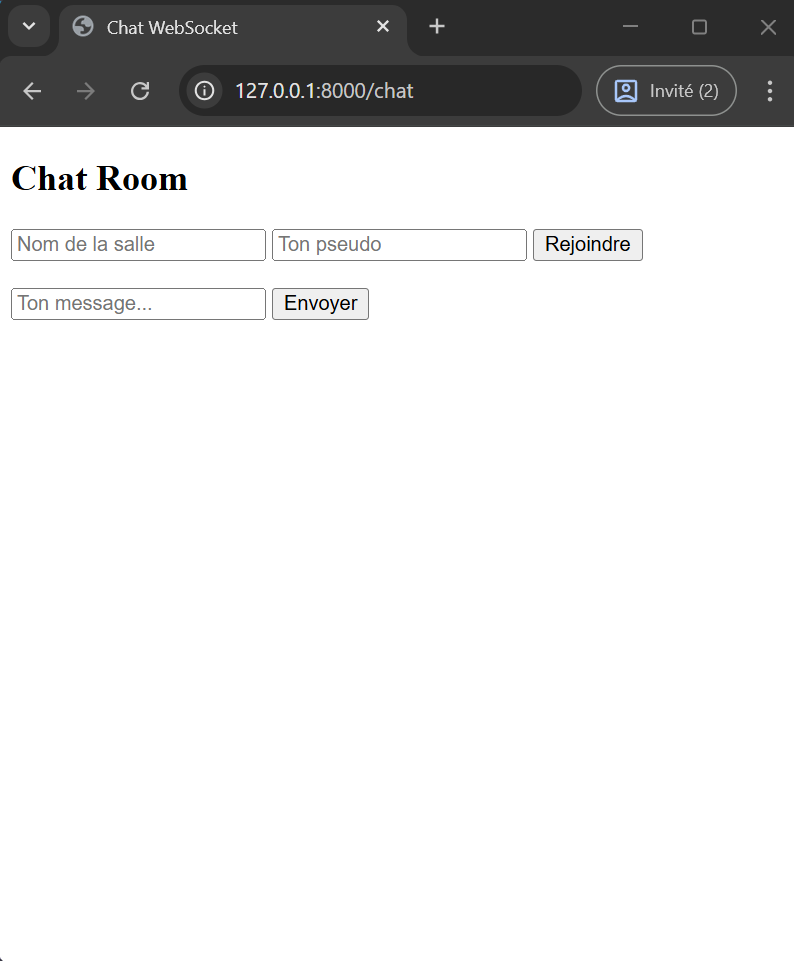 Chat WebSocket
127.0.0.1:8000/chat
Invité (2)
Chat Room
Nom de la salle Ton pseudo Rejoindre
Ton message... Envoyer